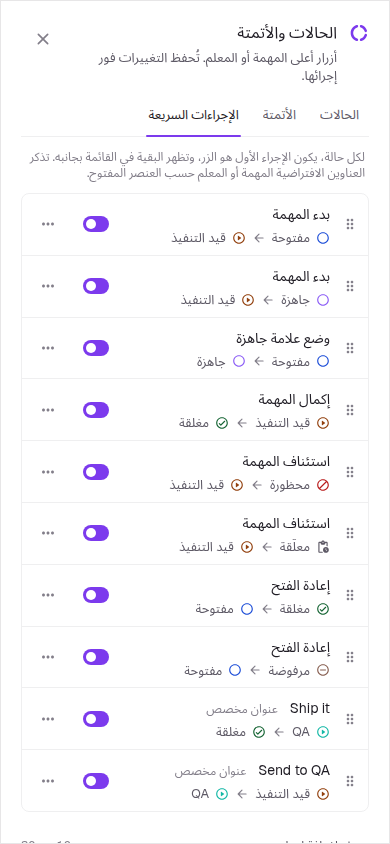 الحالات والأتمتة
أزرار أعلى المهمة أو المعلم. تُحفظ التغييرات فور
إجرائها.
الحالات الأتمتة الإجراءات السريعة
لكل حالة، يكون الإجراء الأول هو الزر، وتظهر البقية في القائمة بجانبه. تذكر
العناوين الافتراضية المهمة أو المعلم حسب العنصر المفتوح.
بدء المهمة
مفتوحة ← قيد التنفيذ
بدء المهمة
جاهزة ← قيد التنفيذ
وضع علامة جاهزة
مفتوحة ← جاهزة
إكمال المهمة
قيد التنفيذ ← مغلقة
استئناف المهمة
محظورة ← قيد التنفيذ
استئناف المهمة
معلّقة ← قيد التنفيذ
إعادة الفتح
مغلقة ← مفتوحة
إعادة الفتح
مرفوضة ← مفتوحة
Ship it عنوان مخصص
QA ← مغلقة
Send to QA عنوان مخصص
قيد التنفيذ ← QA